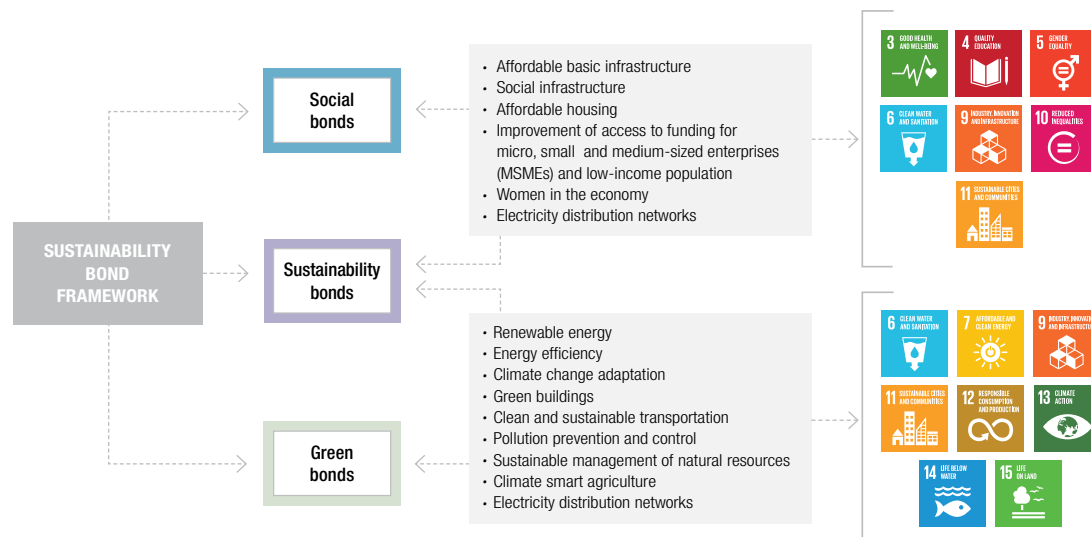 SUSTAINABILITY
BOND
FRAMEWORK
Social
bonds
Sustainability
bonds
Green
bonds
• Affordable basic infrastructure
• Social infrastructure
• Affordable housing
• Improvement of access to funding for
micro, small and medium-sized enterprises
(MSMEs) and low-income population
• Women in the economy
• Electricity distribution networks
• Renewable energy
• Energy efficiency
• Climate change adaptation
• Green buildings
• Clean and sustainable transportation
• Pollution prevention and control
• Sustainable management of natural resources
• Climate smart agriculture
• Electricity distribution networks
3 GOOD HEALTH
AND WELL-BEING
4 QUALITY
EDUCATION
5 GENDER
EQUALITY
6 CLEAN WATER
AND SANITATION
9 INDUSTRY, INNOVATION
AND INFRASTRUCTURE
10 REDUCED
INEQUALITIES
11 SUSTAINABLE CITIES
AND COMMUNITIES
6 CLEAN WATER
AND SANITATION
7 AFFORDABLE AND
CLEAN ENERGY
9 INDUSTRY, INNOVATIO
AND INFRASTRUCTU
11 SUSTAINABLE CITIES
AND COMMUNITIES
12 RESPONSIBLE
CONSUMPTION
AND PRODUCTION
13 CLIMATE
ACTION
14 LIFE BELOW
WATER
15 LIFE
ON LAND